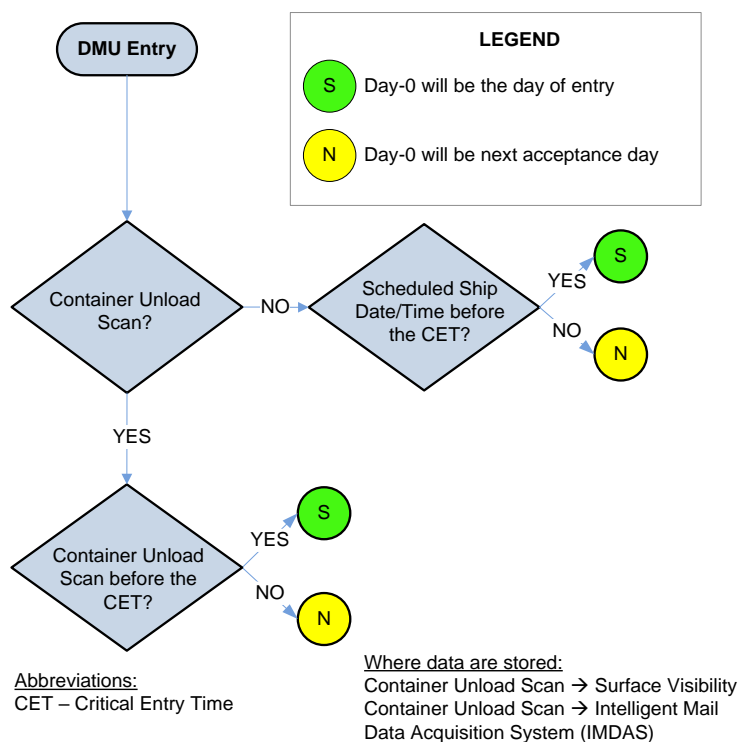 DMU Entry
LEGEND
S
Day-0 will be the day of entry
N
Day-0 will be next acceptance day
Container Unload
Scan?
NO
Scheduled Ship
Date/Time before
the CET?
YES
S
NO
N
YES
Container Unload
Scan before the
CET?
YES
S
NO
N
Abbreviations:
CET – Critical Entry Time
Where data are stored:
Container Unload Scan → Surface Visibility
Container Unload Scan → Intelligent Mail
Data Acquisition System (IMDAS)